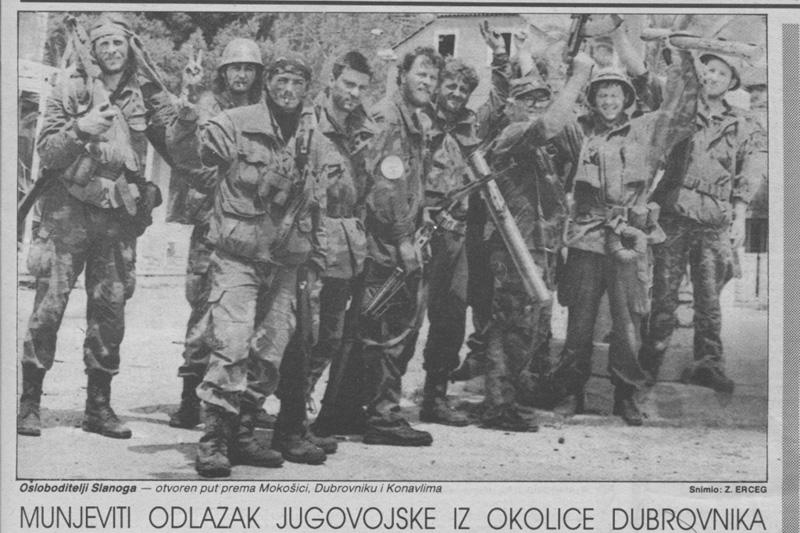 Osloboditelji Slanoga — otvoren put prema Mokošici, Dubrovniku i Konavlima
Snimio: Z. ERCEG
MUNJEVITI ODLAZAK JUGOVOJSKE IZ OKOLICE DUBROVNIKA